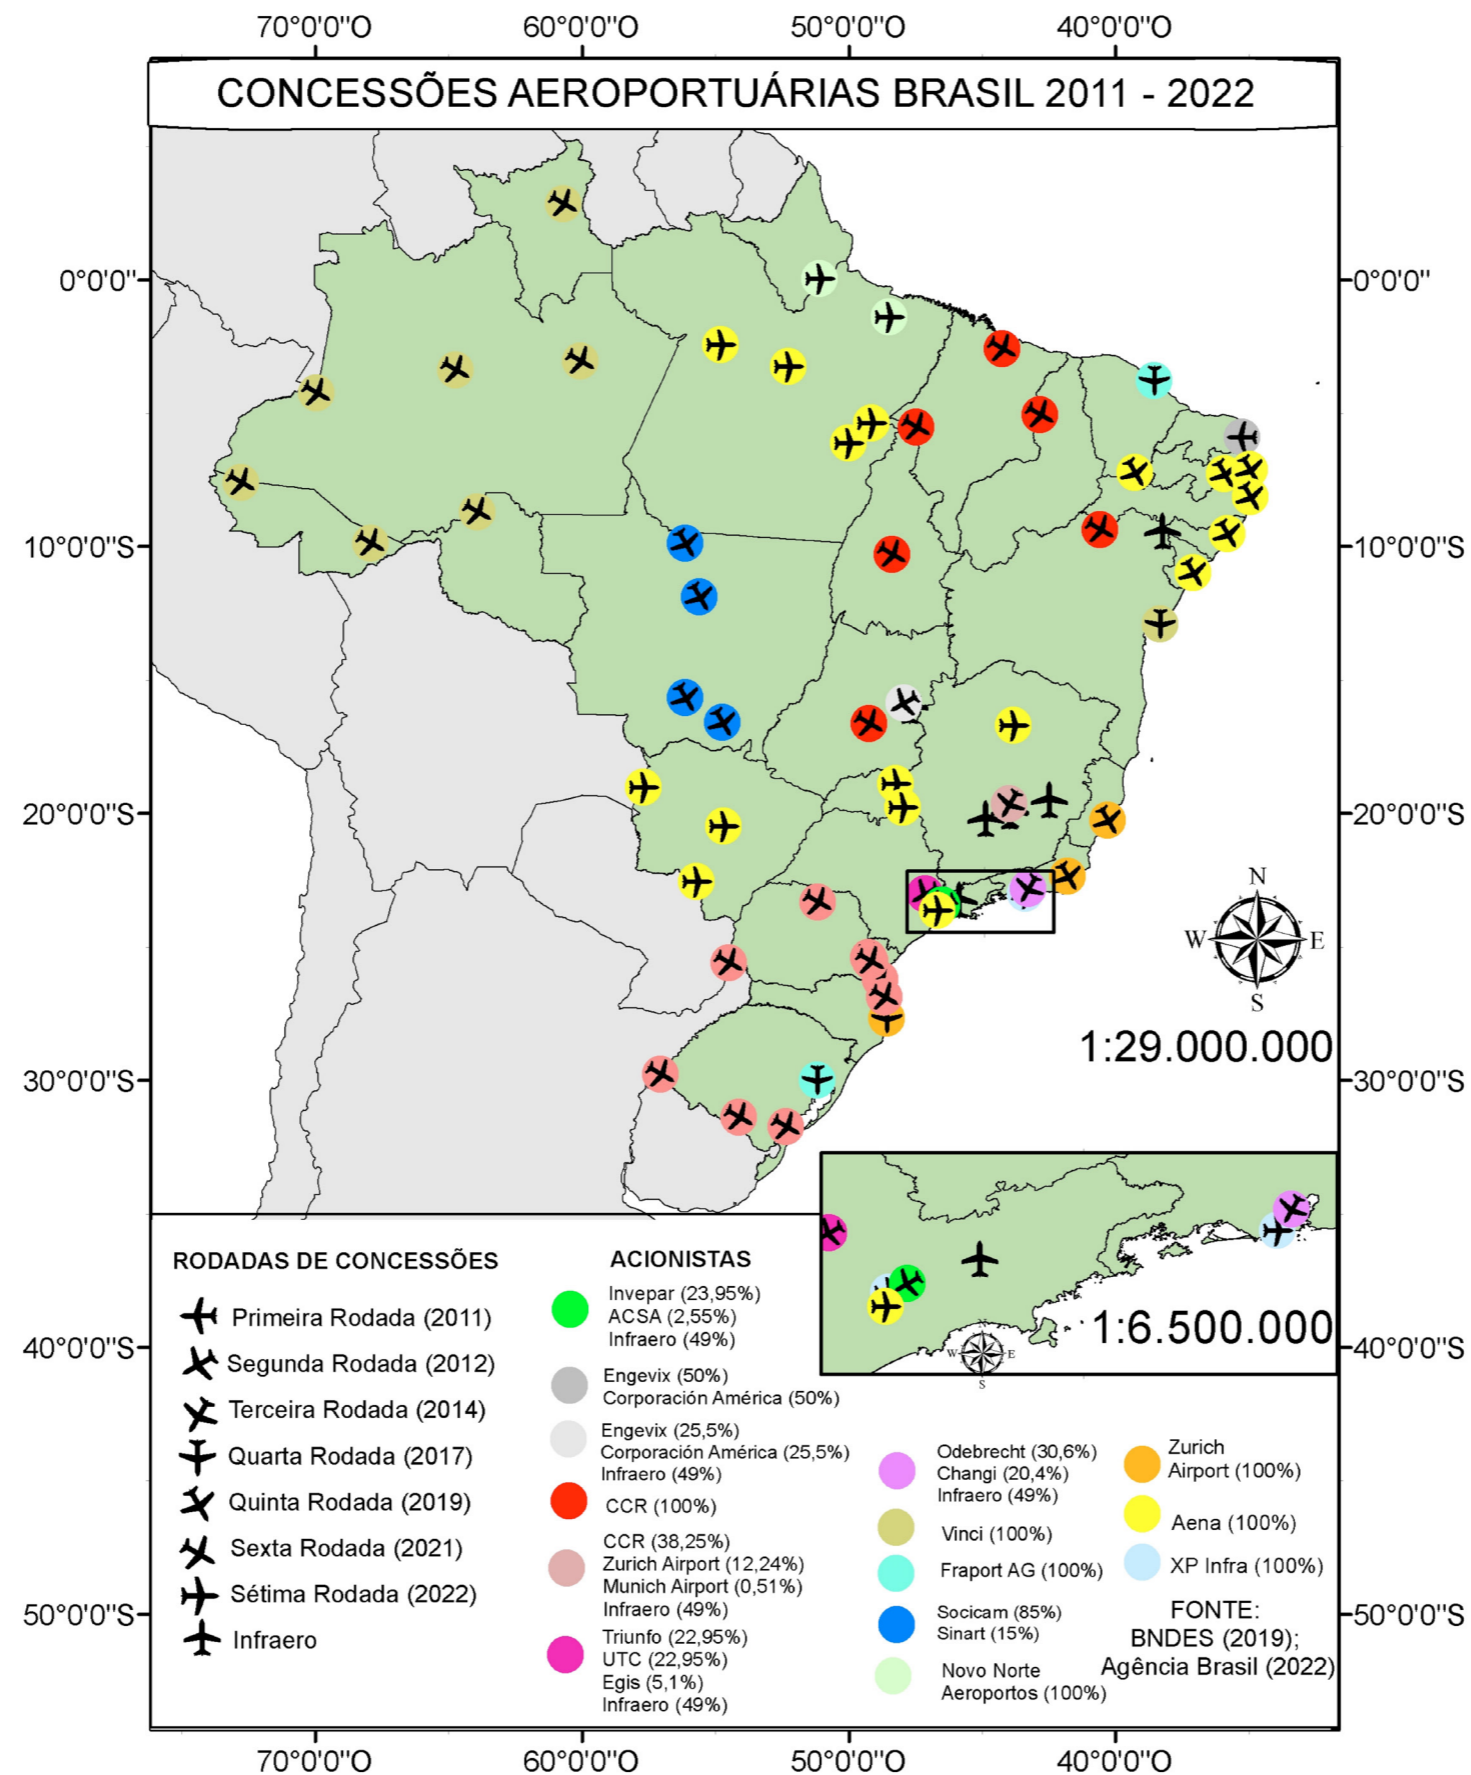 70°0'0"O 60°0'0"O 50°0'0"O 40°0'0"O
CONCESSÕES AEROPORTUÁRIAS BRASIL 2011 - 2022
0°0'0" 0°0'0"
10°0'0"S 10°0'0"S
20°0'0"S 20°0'0"S
N
W E
S
1:29.000.000
30°0'0"S 30°0'0"S
1:6.500.000
N
W E
S
40°0'0"S 40°0'0"S
50°0'0"S 50°0'0"S
RODADAS DE CONCESSÕES
Primeira Rodada (2011)
Segunda Rodada (2012)
Terceira Rodada (2014)
Quarta Rodada (2017)
Quinta Rodada (2019)
Sexta Rodada (2021)
Sétima Rodada (2022)
Infraero
ACIONISTAS
Invepar (23,95%)
ACSA (2,55%)
Infraero (49%)
Engevix (50%)
Corporación América (50%)
Engevix (25,5%)
Corporación América (25,5%)
Infraero (49%)
CCR (100%)
CCR (38,25%)
Zurich Airport (12,24%)
Munich Airport (0,51%)
Infraero (49%)
Triunfo (22,95%)
UTC (22,95%)
Egis (5,1%)
Infraero (49%)
Odebrecht (30,6%)
Changi (20,4%)
Infraero (49%)
Vinci (100%)
Fraport AG (100%)
Socicam (85%)
Sinart (15%)
Novo Norte
Aeroportos (100%)
Zurich
Airport (100%)
Aena (100%)
XP Infra (100%)
FONTE:
BNDES (2019);
Agência Brasil (2022)
70°0'0"O 60°0'0"O 50°0'0"O 40°0'0"O